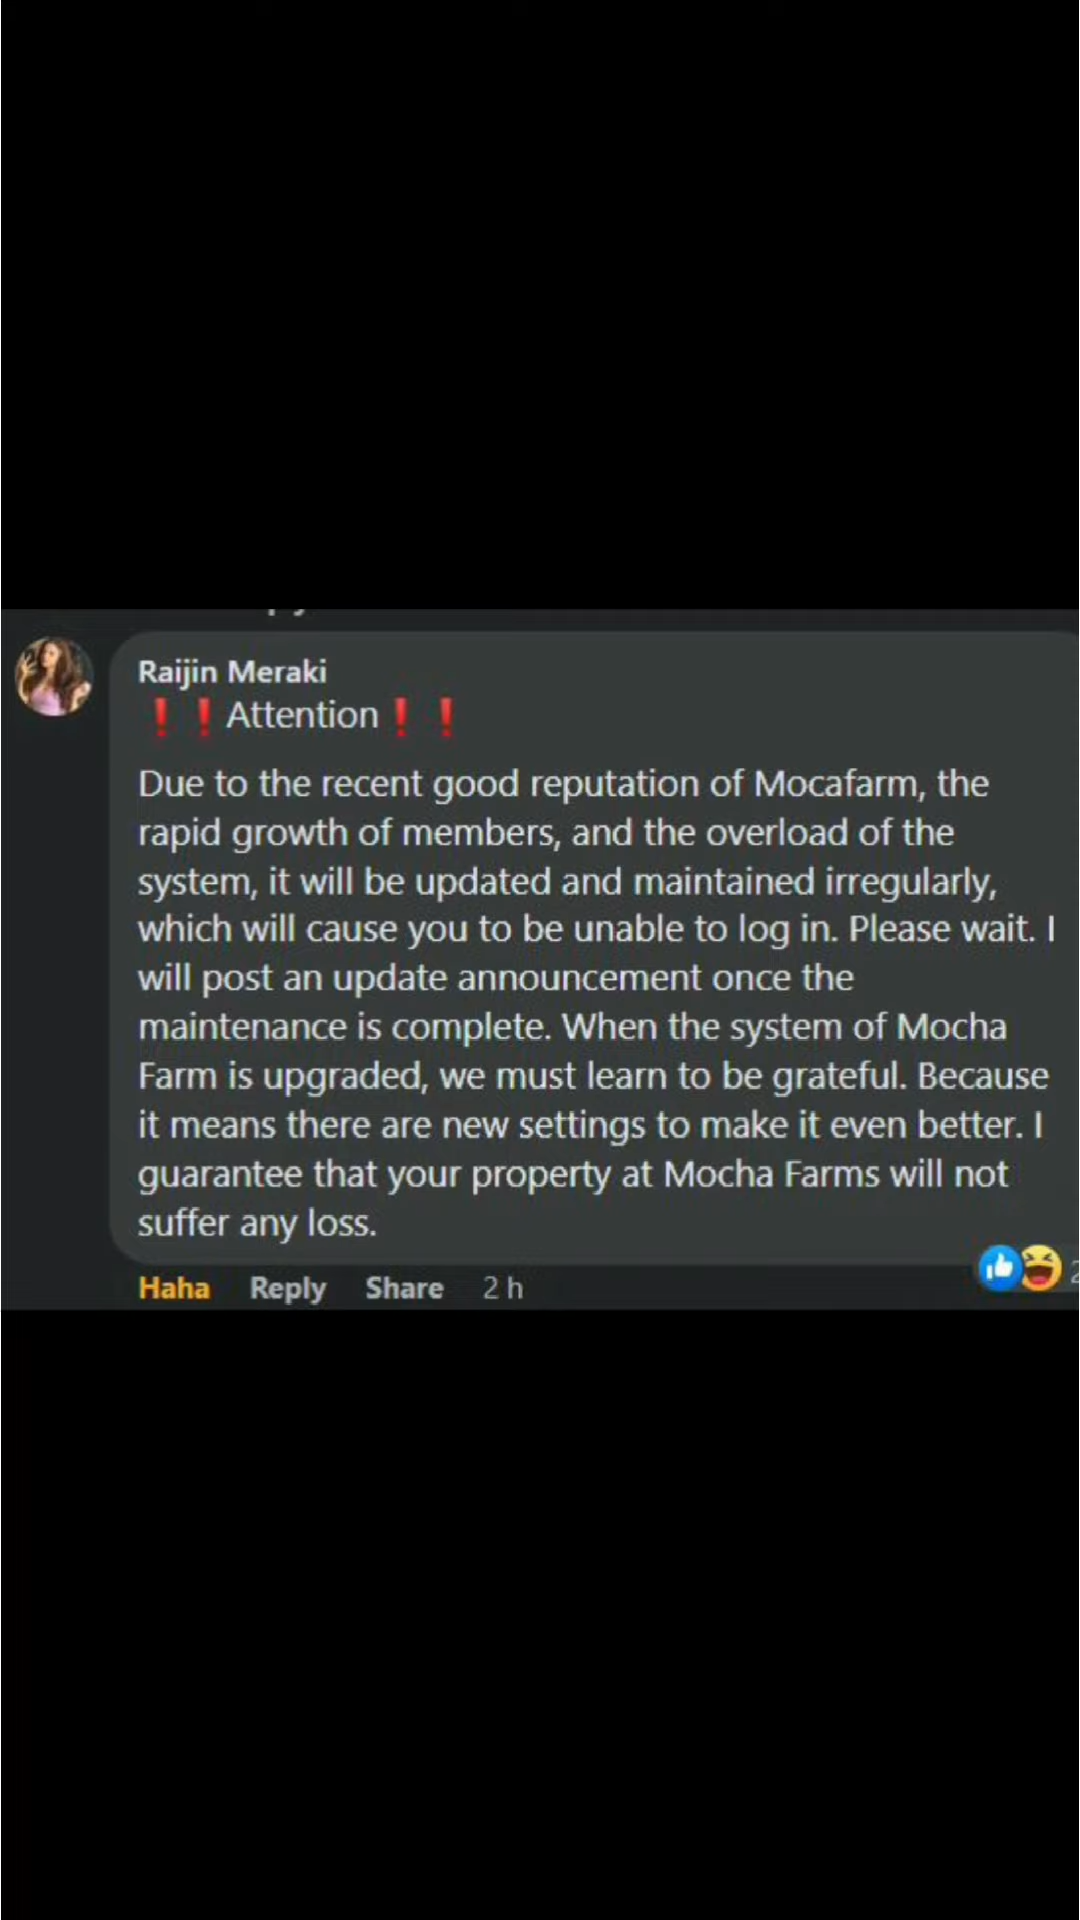 Raijin Meraki
❗❗Attention❗❗
Due to the recent good reputation of Mocafarm, the
rapid growth of members, and the overload of the
system, it will be updated and maintained irregularly,
which will cause you to be unable to log in. Please wait. I
will post an update announcement once the
maintenance is complete. When the system of Mocha
Farm is upgraded, we must learn to be grateful. Because
it means there are new settings to make it even better. I
guarantee that your property at Mocha Farms will not
suffer any loss.
Haha Reply Share 2 h